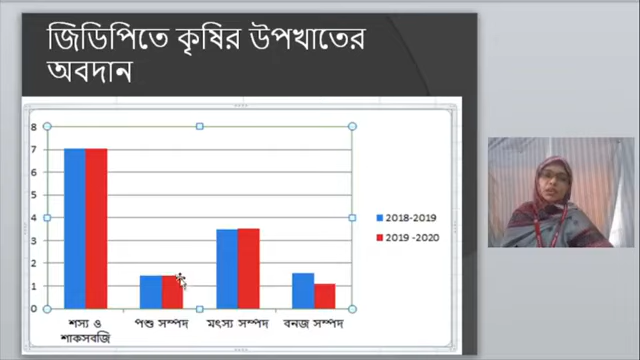 জিডিপিতে কৃষির উপখাতের
অবদান
8
7
6
5
4
3
2
1
0
শস্য ও
শাকসবজি
পশু সম্পদ
মৎস্য সম্পদ
বনজ সম্পদ
2018-2019
2019 -2020